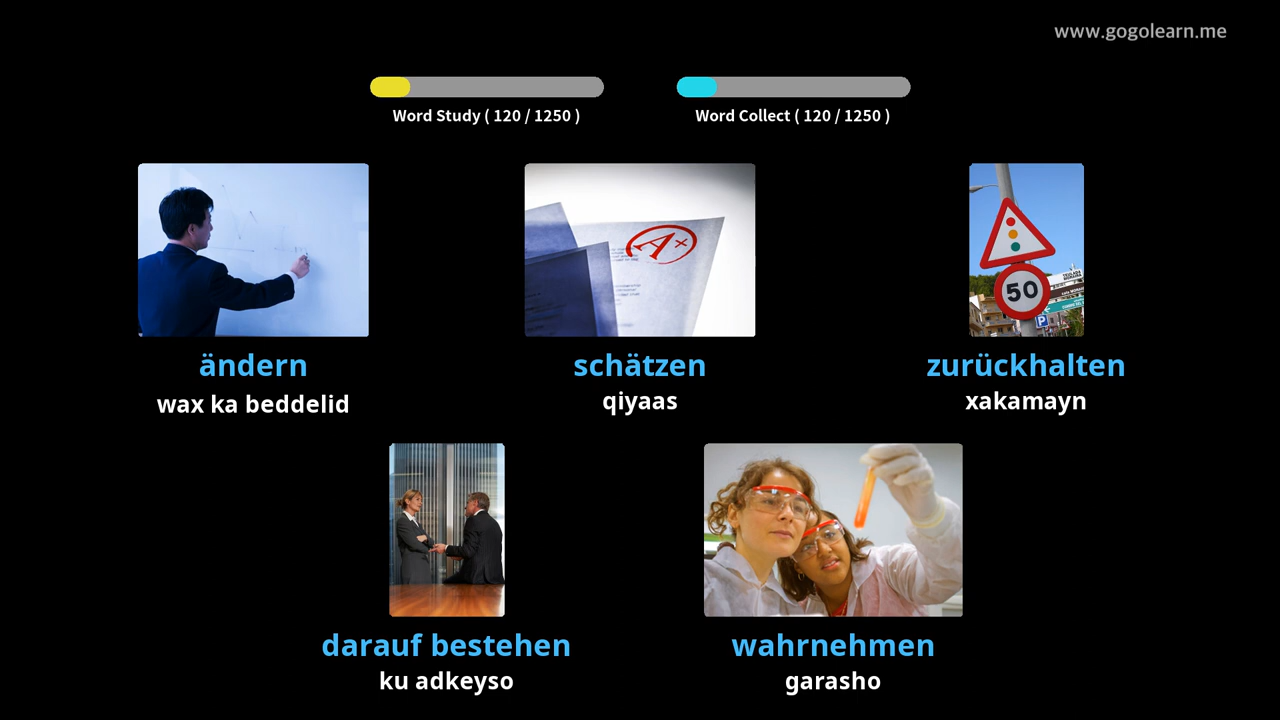 www.gogolearn.me
Word Study ( 120 / 1250 )
Word Collect ( 120 / 1250 )
A+
50
P
ändern
schätzen
zurückhalten
wax ka beddelid
qiyaas
xakamayn
darauf bestehen
wahrnehmen
ku adkeyso
garasho